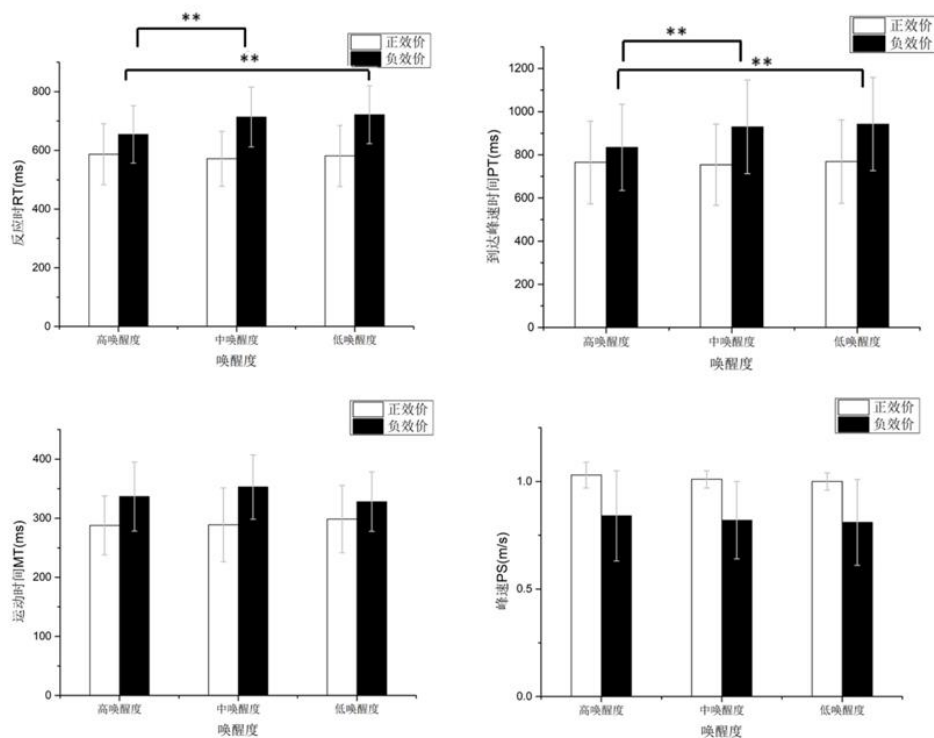 **
**
正效价
负效价
800
600
400
200
0
反应时RT(ms)
高唤醒度
中唤醒度
低唤醒度
唤醒度
**
**
正效价
负效价
1200
1000
800
600
400
200
0
到达峰速时间PT(ms)
高唤醒度
中唤醒度
低唤醒度
唤醒度
正效价
负效价
400
300
200
100
0
运动时间MT(ms)
高唤醒度
中唤醒度
低唤醒度
唤醒度
正效价
负效价
1.0
0.5
0.0
峰速PS(m/s)
高唤醒度
中唤醒度
低唤醒度
唤醒度